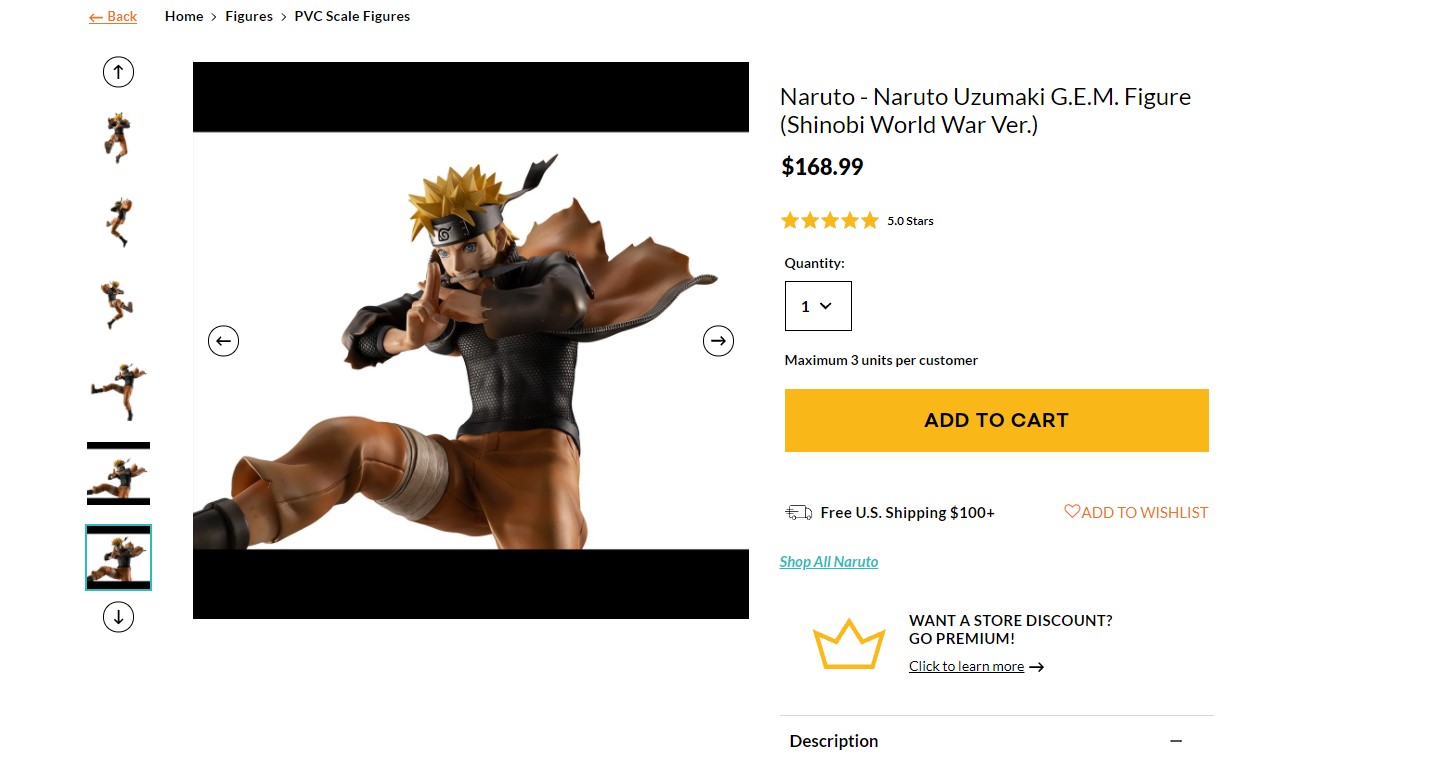 ← Back
Home > Figures > PVC Scale Figures
Naruto - Naruto Uzumaki G.E.M. Figure
(Shinobi World War Ver.)
$168.99
5.0 Stars
Quantity:
1
Maximum 3 units per customer
ADD TO CART
Free U.S. Shipping $100+
ADD TO WISHLIST
Shop All Naruto
WANT A STORE DISCOUNT?
GO PREMIUM!
Click to learn more →
Description